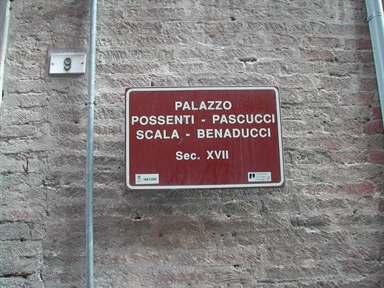 9
PALAZZO
POSSENTI - PASCUCCI
SCALA - BENADUCCI
Sec. XVII